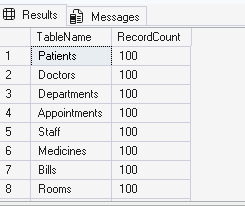 Results Messages
TableName RecordCount
1 Patients 100
2 Doctors 100
3 Departments 100
4 Appointments 100
5 Staff 100
6 Medicines 100
7 Bills 100
8 Rooms 100